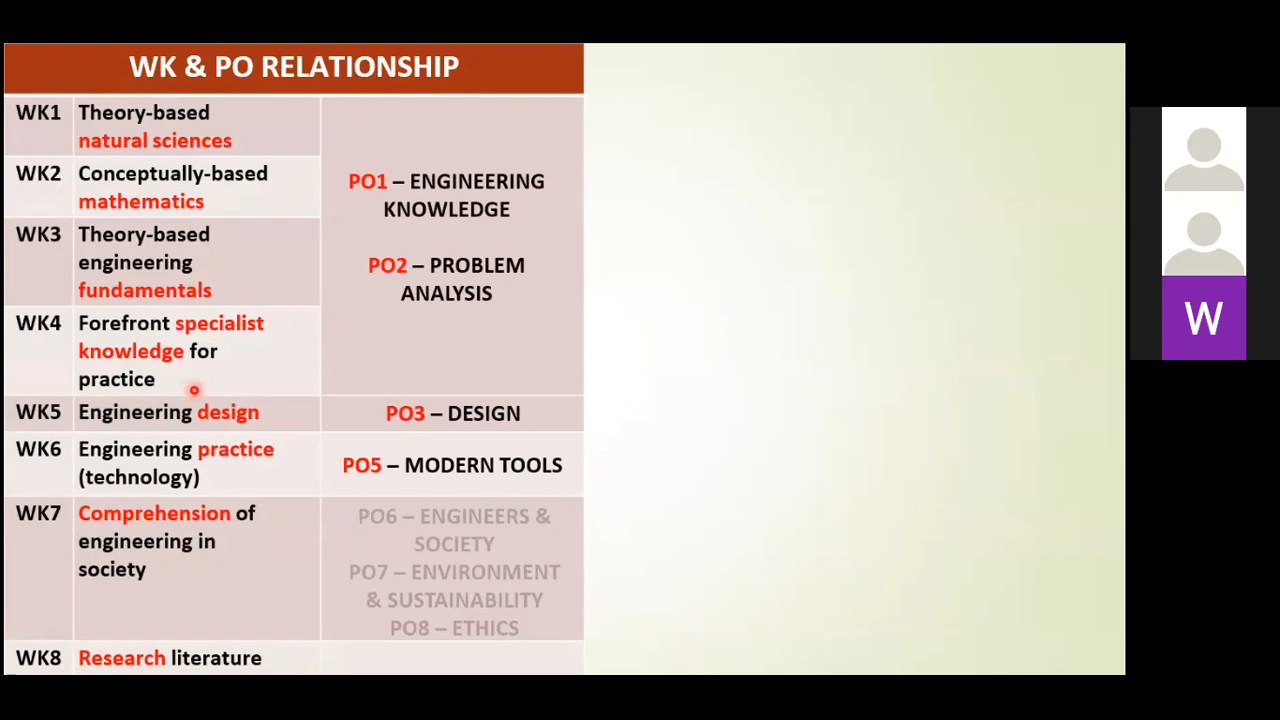 WK & PO RELATIONSHIP
WK1 Theory-based
natural sciences
WK2 Conceptually-based
mathematics
WK3 Theory-based
engineering
fundamentals
WK4 Forefront specialist
knowledge for
practice
PO1 – ENGINEERING
KNOWLEDGE
PO2 – PROBLEM
ANALYSIS
WK5 Engineering design
PO3 – DESIGN
WK6 Engineering practice
(technology)
PO5 – MODERN TOOLS
WK7 Comprehension of
engineering in
society
PO6 – ENGINEERS &
SOCIETY
PO7 – ENVIRONMENT
& SUSTAINABILITY
PO8 – ETHICS
WK8 Research literature
W